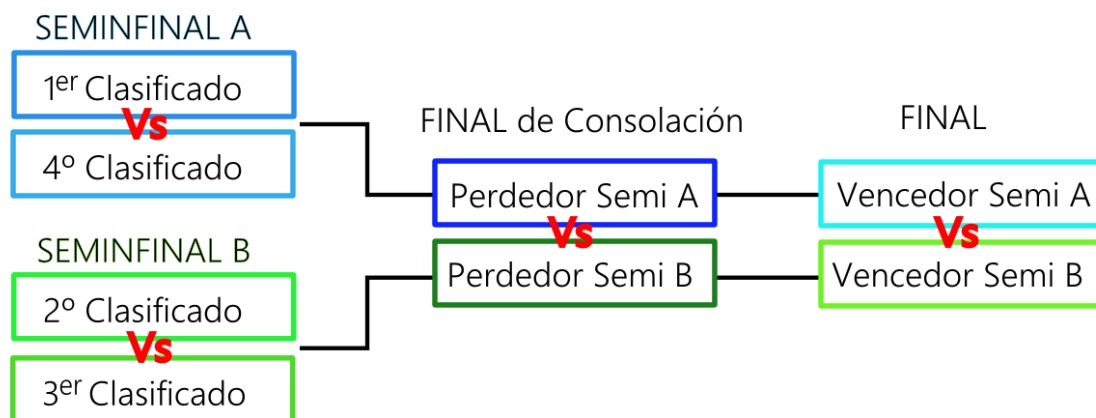 SEMINFINAL A
1er Clasificado
Vs
4º Clasificado
SEMINFINAL B
2º Clasificado
Vs
3er Clasificado
FINAL de Consolación
Perdedor Semi A
Vs
Perdedor Semi B
FINAL
Vencedor Semi A
Vs
Vencedor Semi B